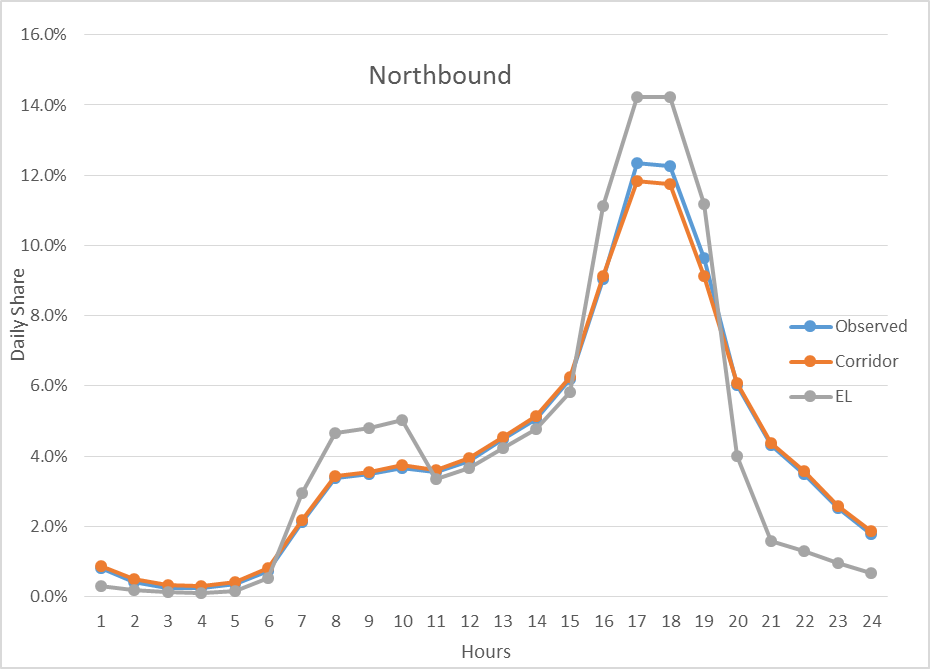 Northbound
16.0%
14.0%
12.0%
10.0%
8.0%
6.0%
4.0%
2.0%
0.0%
Daily Share
1 2 3 4 5 6 7 8 9 10 11 12 13 14 15 16 17 18 19 20 21 22 23 24
Hours
Observed
Corridor
EL